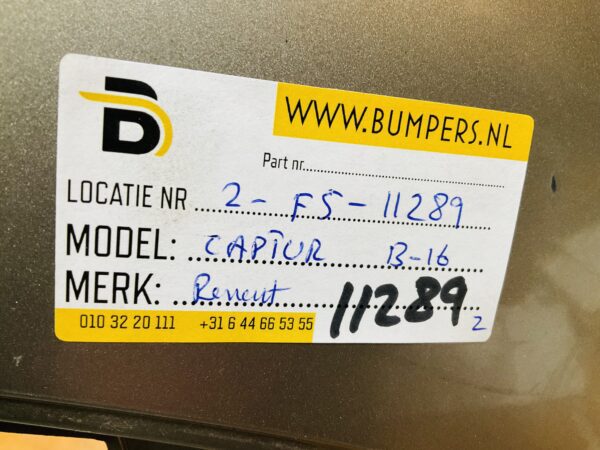 B
WWW.BUMPERS.NL
Part nr.
LOCATIE NR 2 - F5 - 11289
MODEL: CAPTUR 13-16
MERK: Renault 11289 2
010 32 20 111 +31 6 44 66 53 55